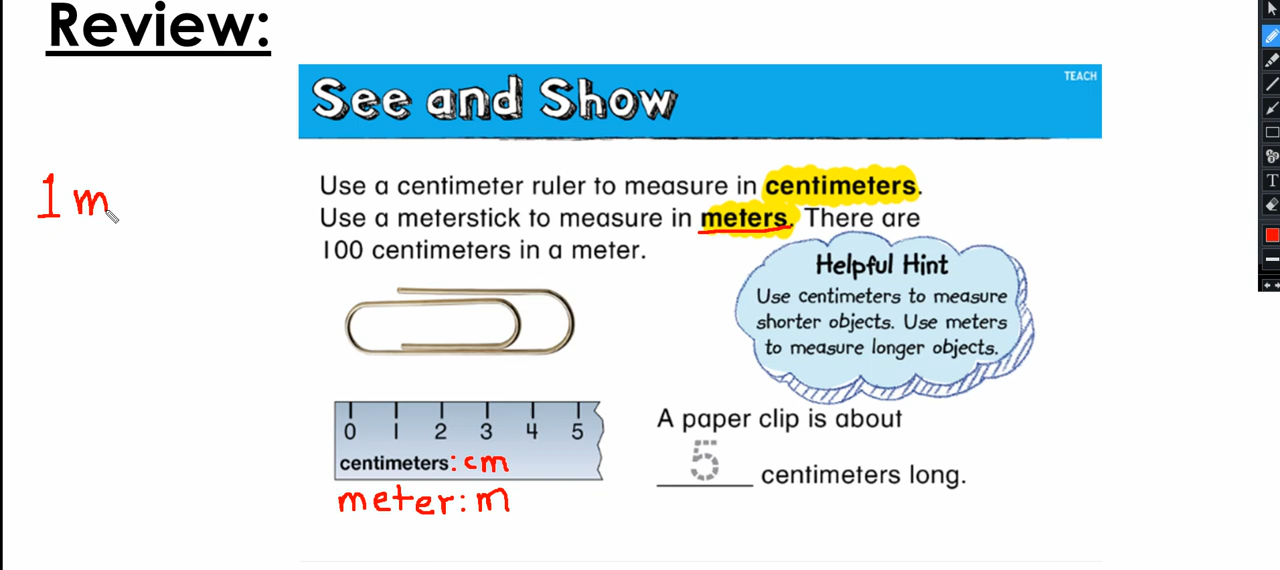 Review:
TEACH
See and Show
Use a centimeter ruler to measure in centimeters.
Use a meterstick to measure in meters. There are
100 centimeters in a meter.
1 m
Helpful Hint
Use centimeters to measure
shorter objects. Use meters
to measure longer objects.
0 1 2 3 4 5
centimeters: cm
meter: m
A paper clip is about
5 centimeters long.
T